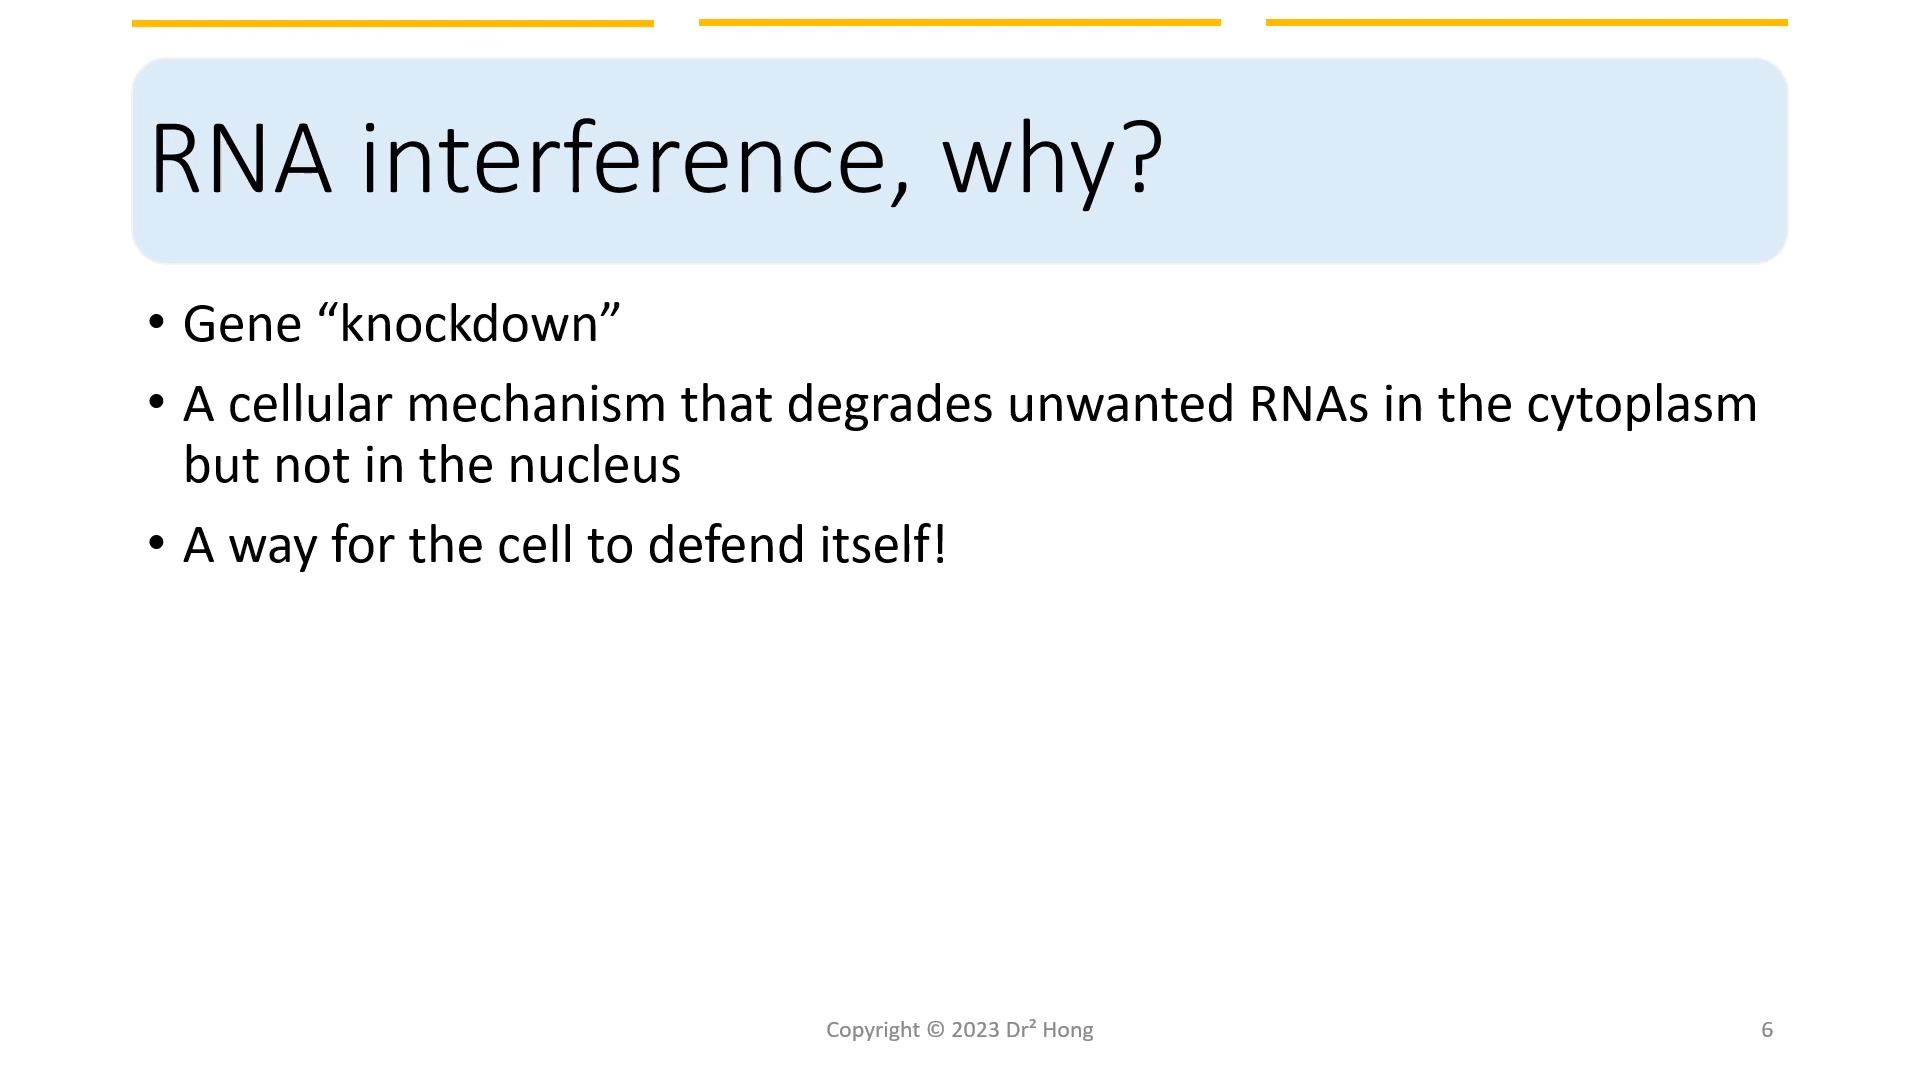 RNA interference, why?
• Gene “knockdown”
• A cellular mechanism that degrades unwanted RNAs in the cytoplasm
but not in the nucleus
• A way for the cell to defend itself!
Copyright © 2023 Dr² Hong
6